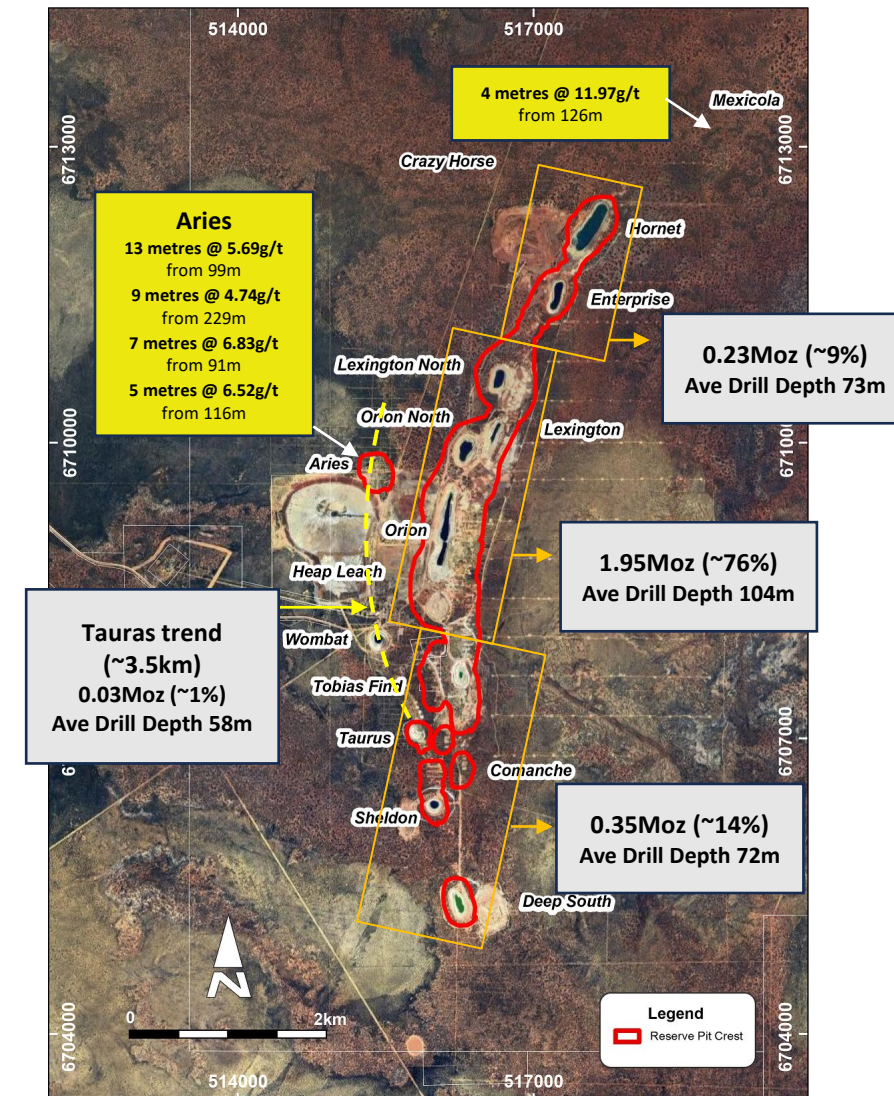 514000
517000
4 metres @ 11.97g/t
from 126m
Mexicola
6713000
6713000
Crazy Horse
Aries
13 metres @ 5.69g/t
from 99m
9 metres @ 4.74g/t
from 229m
7 metres @ 6.83g/t
from 91m
5 metres @ 6.52g/t
from 116m
Hornet
Enterprise
0.23Moz (~9%)
Ave Drill Depth 73m
Lexington North
Orion North
Lexington
6710000
6710000
Aries
Orion
Heap Leach
1.95Moz (~76%)
Ave Drill Depth 104m
Tauras trend
(~3.5km)
0.03Moz (~1%)
Ave Drill Depth 58m
Wombat
Tobias Find
Taurus
6707000
Comanche
Sheldon
0.35Moz (~14%)
Ave Drill Depth 72m
Deep South
N
0
2km
Legend
Reserve Pit Crest
6704000
6704000
514000
517000